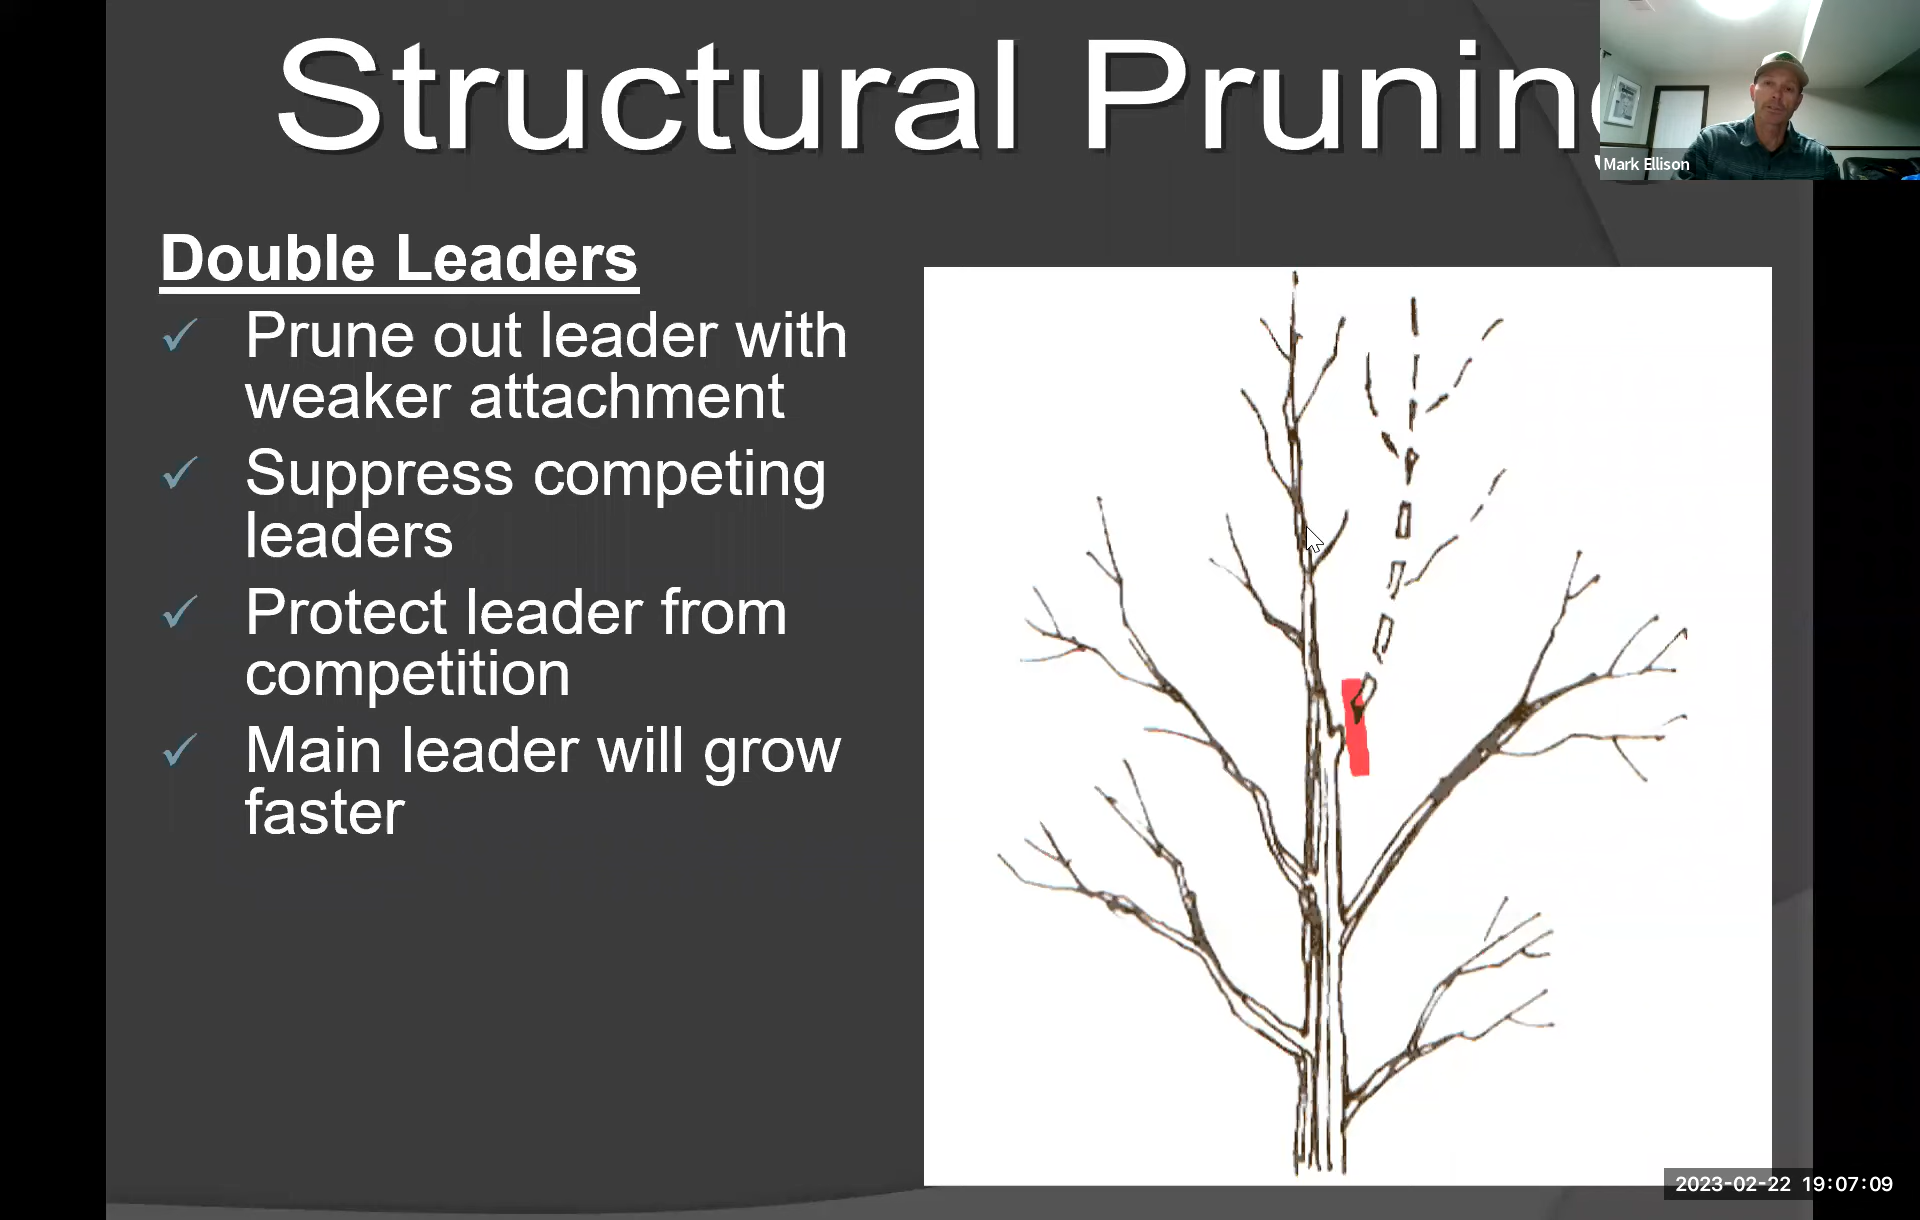 Structural Pruning
Mark Ellison
Double Leaders
✓ Prune out leader with
weaker attachment
✓ Suppress competing
leaders
✓ Protect leader from
competition
✓ Main leader will grow
faster
2023-02-22 19:07:09